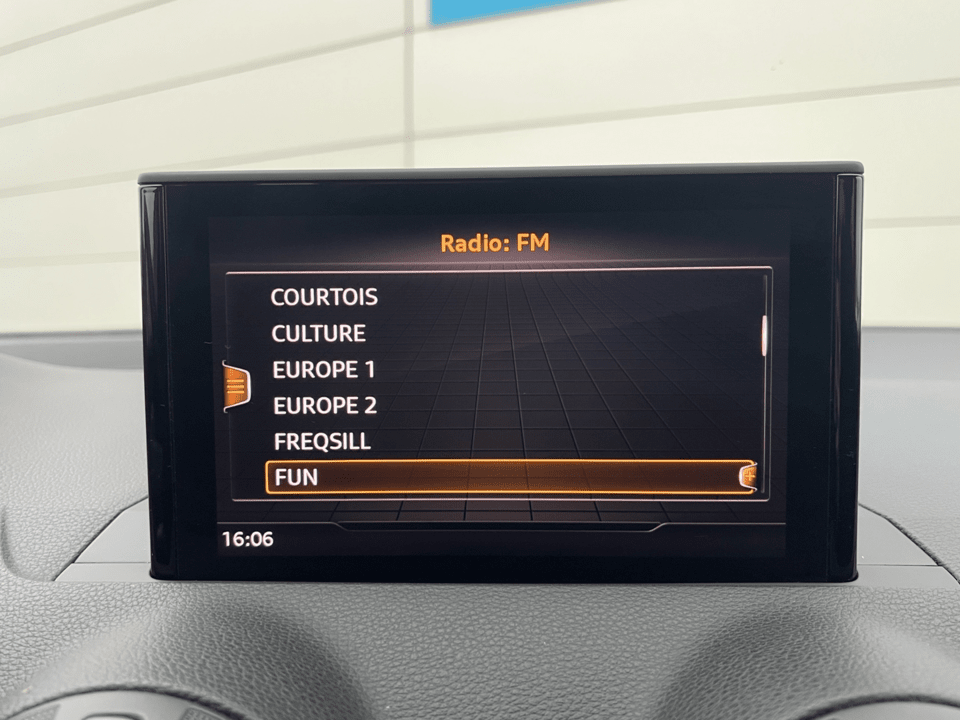 Radio: FM
COURTOIS
CULTURE
EUROPE 1
EUROPE 2
FREQSILL
FUN
16:06